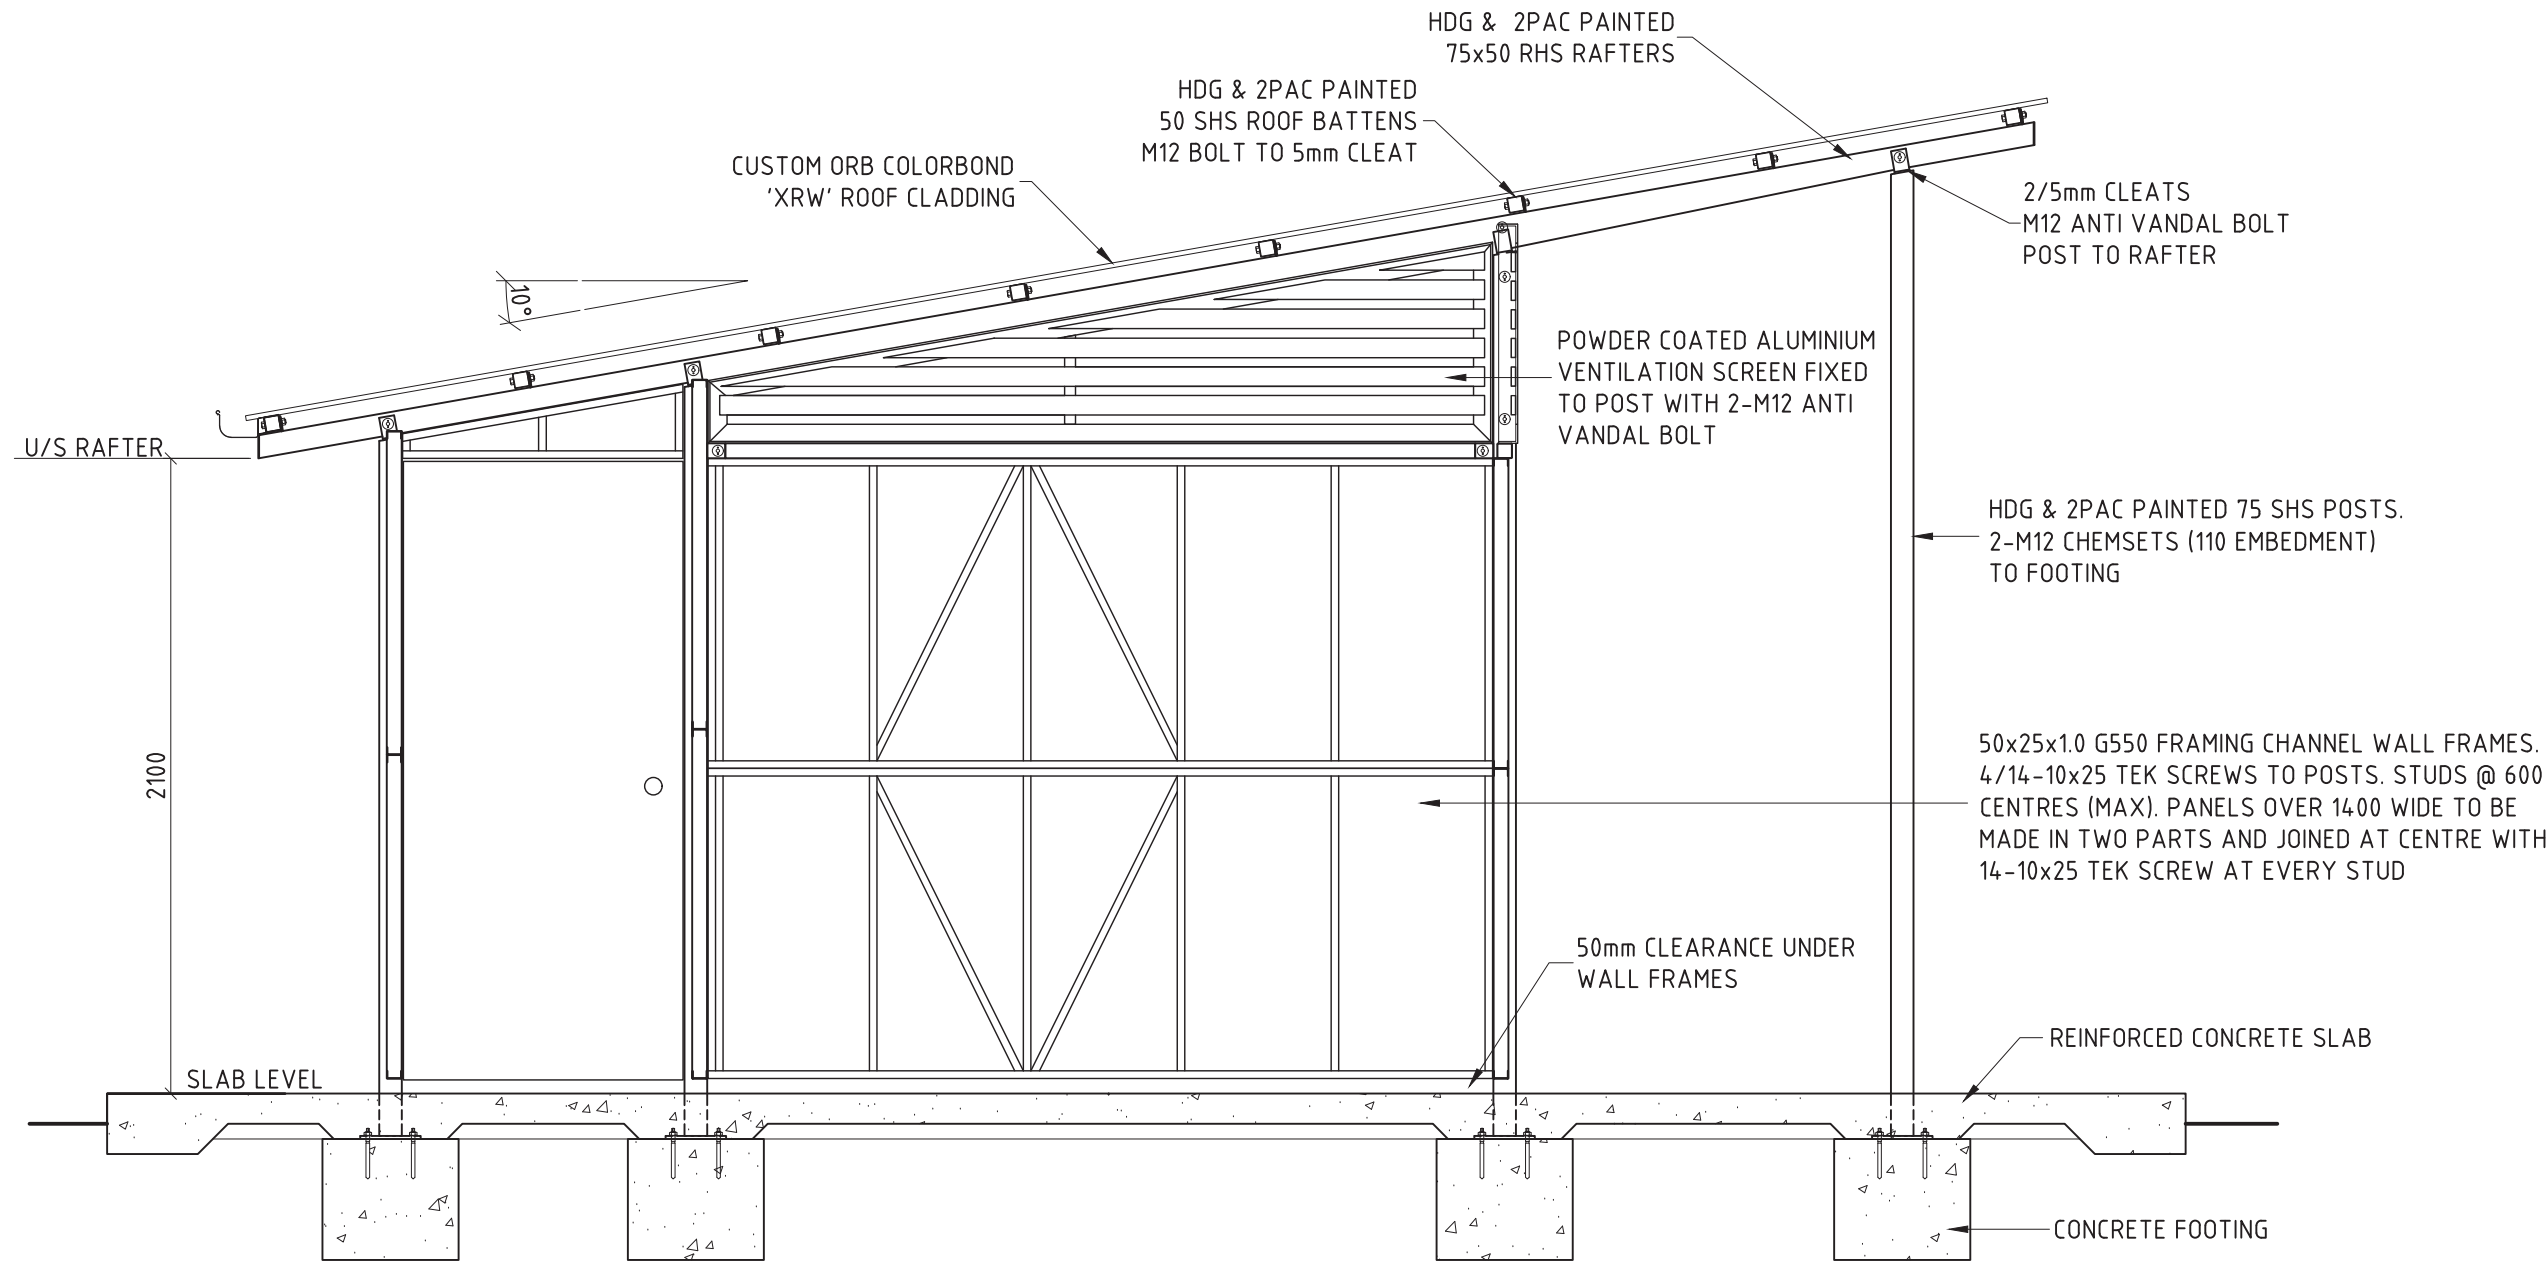 HDG & 2PAC PAINTED
75x50 RHS RAFTERS
HDG & 2PAC PAINTED
50 SHS ROOF BATTENS
M12 BOLT TO 5mm CLEAT
CUSTOM ORB COLORBOND
'XRW' ROOF CLADDING
2/5mm CLEATS
M12 ANTI VANDAL BOLT
POST TO RAFTER
10°
POWDER COATED ALUMINIUM
VENTILATION SCREEN FIXED
TO POST WITH 2-M12 ANTI
VANDAL BOLT
U/S RAFTER
HDG & 2PAC PAINTED 75 SHS POSTS.
2-M12 CHEMSETS (110 EMBEDMENT)
TO FOOTING
2100
50x25x1.0 G550 FRAMING CHANNEL WALL FRAMES.
4/14-10x25 TEK SCREWS TO POSTS. STUDS @ 600
CENTRES (MAX). PANELS OVER 1400 WIDE TO BE
MADE IN TWO PARTS AND JOINED AT CENTRE WITH
14-10x25 TEK SCREW AT EVERY STUD
50mm CLEARANCE UNDER
WALL FRAMES
REINFORCED CONCRETE SLAB
SLAB LEVEL
CONCRETE FOOTING